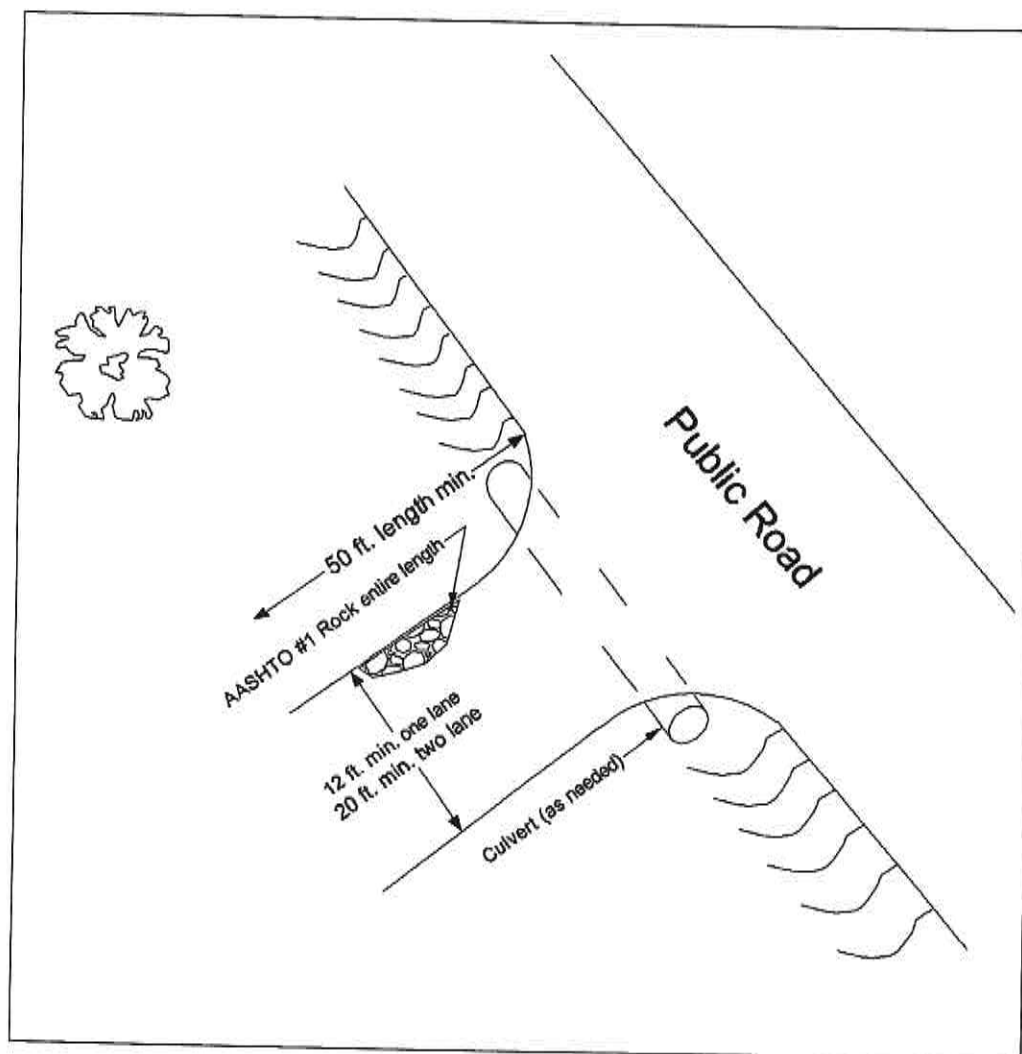 Public Road
50 ft. length min.
AASHTO #1 Rock entire length
12 ft. min. one lane
20 ft. min. two lane
Culvert (as needed)